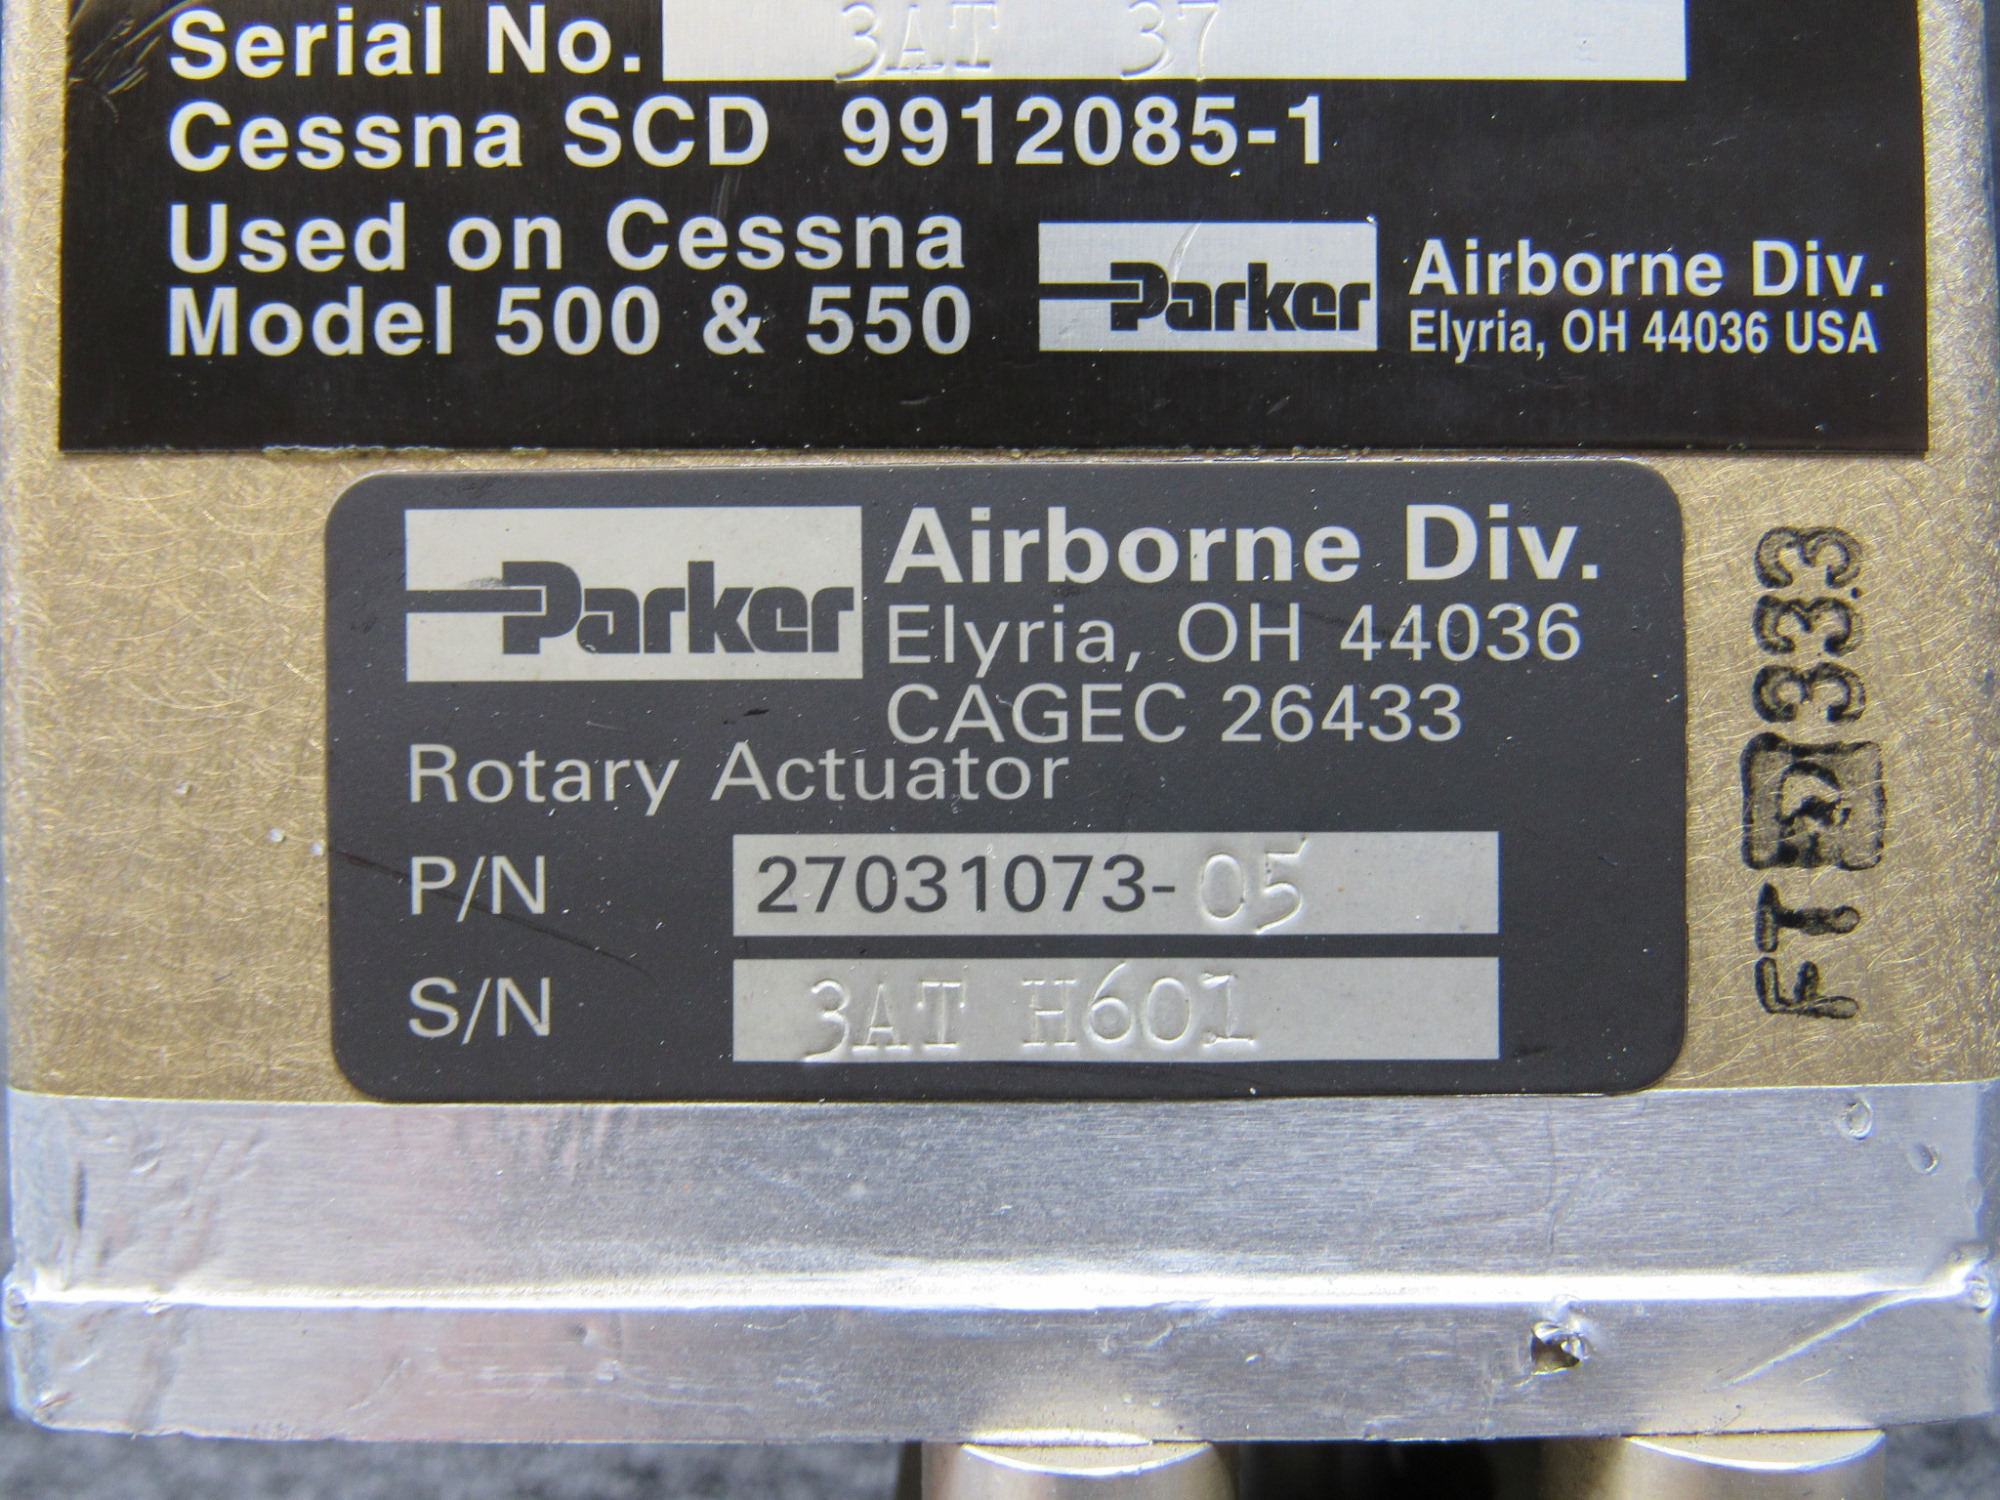 Serial No. 3AT 37
Cessna SCD 9912085-1
Used on Cessna
Model 500 & 550
Parker
Airborne Div.
Elyria, OH 44036 USA
Parker
Airborne Div.
Elyria, OH 44036
CAGEC 26433
Rotary Actuator
P/N 27031073-05
S/N 3AT H601
FT 333